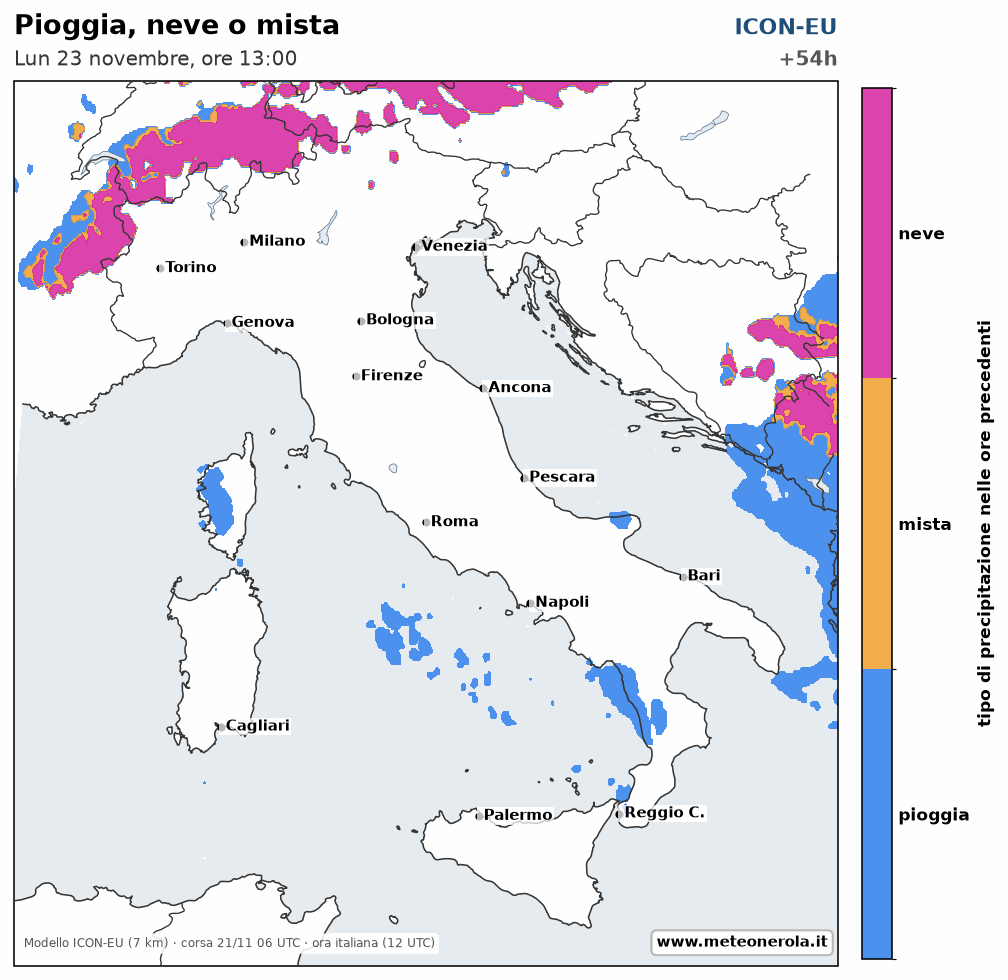 Pioggia, neve o mista
ICON-EU
Lun 23 novembre, ore 13:00
+54h
Milano
Venezia
Torino
Genova
Bologna
Firenze
Ancona
Pescara
Roma
Bari
Napoli
Cagliari
Palermo
Reggio C.
neve
mista
pioggia
tipo di precipitazione nelle ore precedenti
Modello ICON-EU (7 km) · corsa 21/11 06 UTC · ora italiana (12 UTC)
www.meteonerola.it